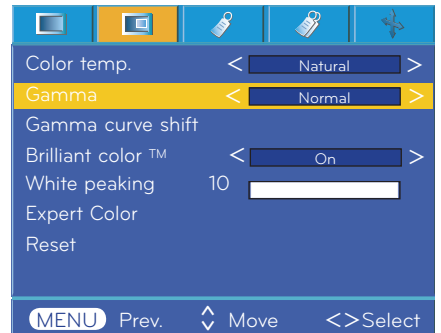 Color temp. < Natural >
Gamma < Normal >
Gamma curve shift
Brilliant color ™ < On >
White peaking 10
Expert Color
Reset
MENU Prev. Move <>Select